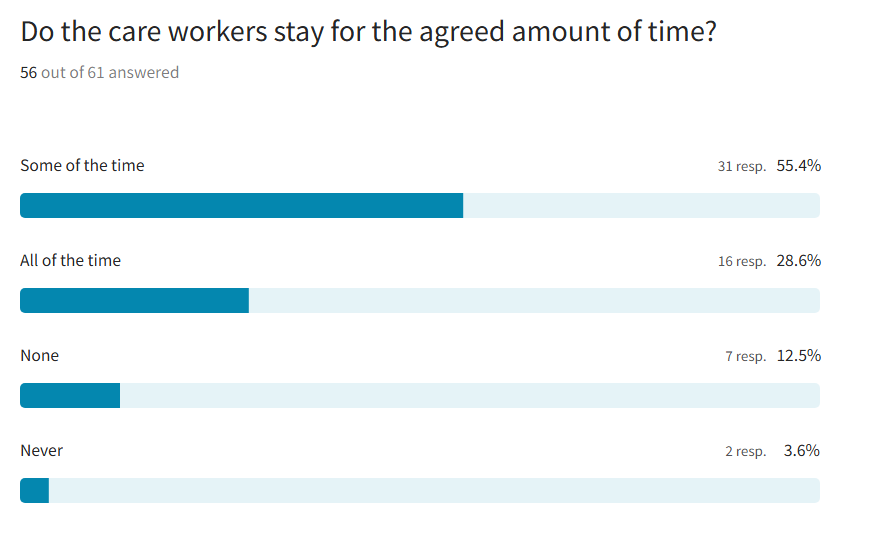 Do the care workers stay for the agreed amount of time?
56 out of 61 answered
Some of the time 31 resp. 55.4%
All of the time 16 resp. 28.6%
None 7 resp. 12.5%
Never 2 resp. 3.6%